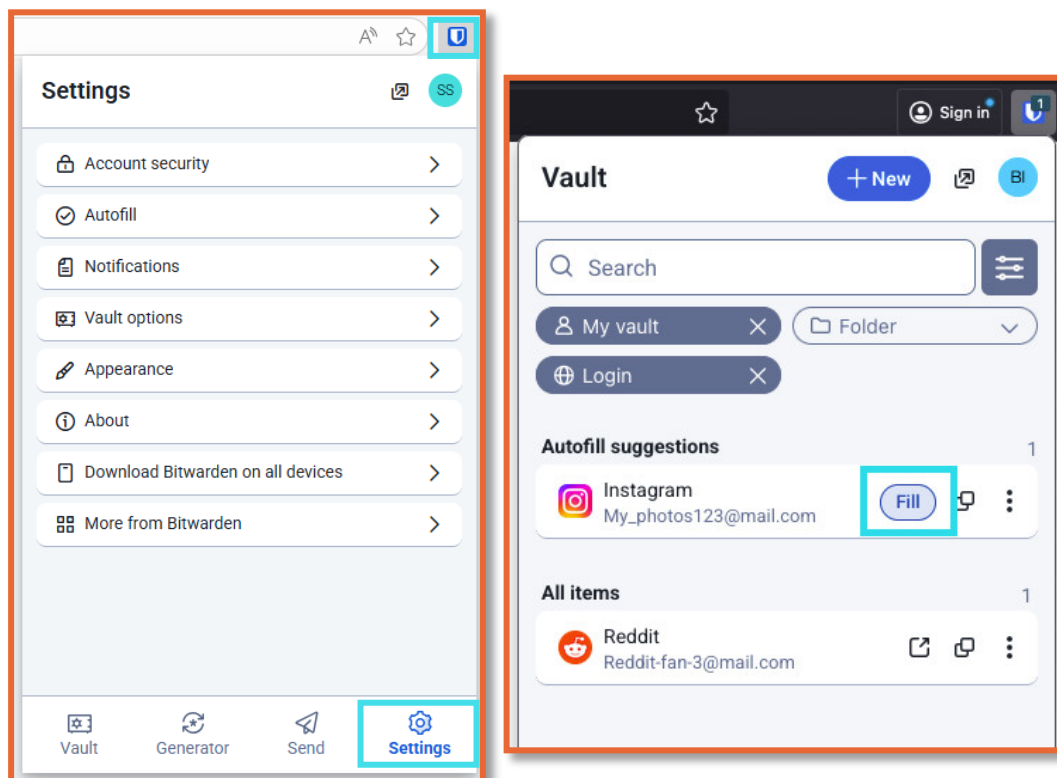 Settings
SS
Account security
Autofill
Notifications
Vault options
Appearance
About
Download Bitwarden on all devices
More from Bitwarden
Vault
Generator
Send
Settings
Sign in
1
Vault
New
BI
Search
My vault
Folder
Login
Autofill suggestions
1
Instagram
My_photos123@mail.com
Fill
All items
1
Reddit
Reddit-fan-3@mail.com